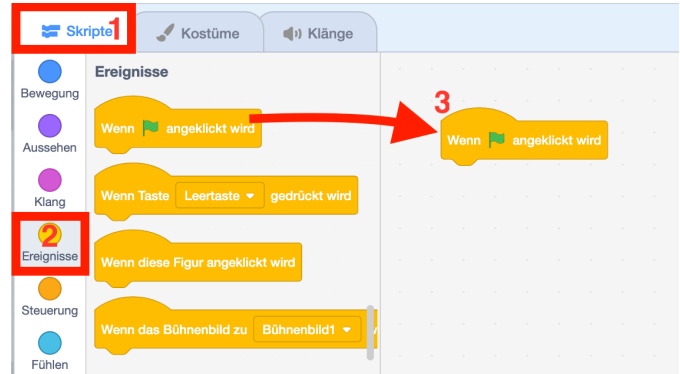 Skripte 1
Kostüme
Klänge
Bewegung
Aussehen
Klang
2
Ereignisse
Steuerung
Fühlen
Ereignisse
Wenn angeklickt wird
Wenn Taste Leertaste gedrückt wird
Wenn diese Figur angeklickt wird
Wenn das Bühnenbild zu Bühnenbild1
3
Wenn angeklickt wird